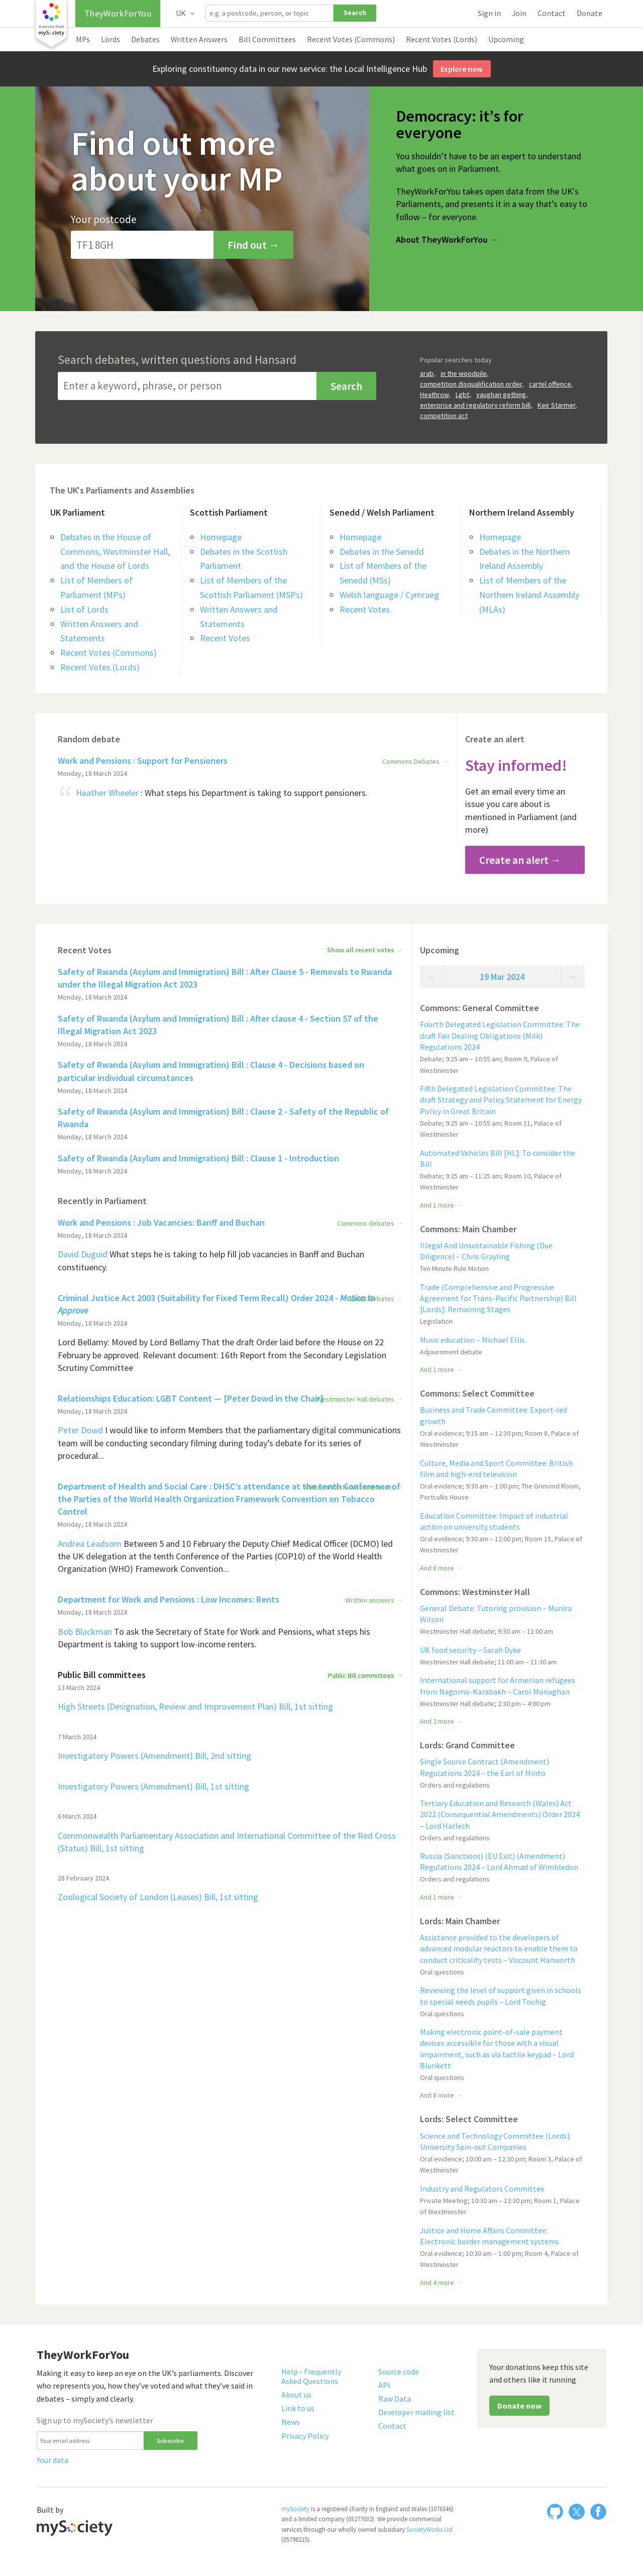 a service from
mySociety
TheyWorkForYou
UK
e.g. a postcode, person, or topic
Search
Sign in
Join
Contact
Donate
MPs
Lords
Debates
Written Answers
Bill Committees
Recent Votes (Commons)
Recent Votes (Lords)
Upcoming
Exploring constituency data in our new service: the Local Intelligence Hub
Explore now
Find out more
about your MP
Your postcode
TF1 8GH
Find out →
Democracy: it’s for
everyone
You shouldn’t have to be an expert to understand
what goes on in Parliament.
TheyWorkForYou takes open data from the UK’s
Parliaments, and presents it in a way that’s easy to
follow – for everyone.
About TheyWorkForYou →
Search debates, written questions and Hansard
Enter a keyword, phrase, or person
Search
Popular searches today
arab, in the woodpile,
competition disqualification order, cartel offence,
Heathrow, Lgbt, vaughan gething,
enterprise and regulatory reform bill, Keir Starmer,
competition act
The UK's Parliaments and Assemblies
UK Parliament
Debates in the House of
Commons, Westminster Hall,
and the House of Lords
List of Members of
Parliament (MPs)
List of Lords
Written Answers and
Statements
Recent Votes (Commons)
Recent Votes (Lords)
Scottish Parliament
Homepage
Debates in the Scottish
Parliament
List of Members of the
Scottish Parliament (MSPs)
Written Answers and
Statements
Recent Votes
Senedd / Welsh Parliament
Homepage
Debates in the Senedd
List of Members of the
Senedd (MSs)
Welsh language / Cymraeg
Recent Votes
Northern Ireland Assembly
Homepage
Debates in the Northern
Ireland Assembly
List of Members of the
Northern Ireland Assembly
(MLAs)
Random debate
Work and Pensions : Support for Pensioners
Commons Debates →
Monday, 18 March 2024
“ Heather Wheeler : What steps his Department is taking to support pensioners.
Create an alert
Stay informed!
Get an email every time an
issue you care about is
mentioned in Parliament (and
more)
Create an alert →
Recent Votes
Show all recent votes →
Safety of Rwanda (Asylum and Immigration) Bill : After Clause 5 - Removals to Rwanda
under the Illegal Migration Act 2023
Monday, 18 March 2024
Safety of Rwanda (Asylum and Immigration) Bill : After clause 4 - Section 57 of the
Illegal Migration Act 2023
Monday, 18 March 2024
Safety of Rwanda (Asylum and Immigration) Bill : Clause 4 - Decisions based on
particular individual circumstances
Monday, 18 March 2024
Safety of Rwanda (Asylum and Immigration) Bill : Clause 2 - Safety of the Republic of
Rwanda
Monday, 18 March 2024
Safety of Rwanda (Asylum and Immigration) Bill : Clause 1 - Introduction
Monday, 18 March 2024
Recently in Parliament
Work and Pensions : Job Vacancies: Banff and Buchan
Commons debates →
Monday, 18 March 2024
David Duguid What steps he is taking to help fill job vacancies in Banff and Buchan
constituency.
Criminal Justice Act 2003 (Suitability for Fixed Term Recall) Order 2024 - Motion to
Approve
debates →
Monday, 18 March 2024
Lord Bellamy: Moved by Lord Bellamy That the draft Order laid before the House on 22
February be approved. Relevant document: 16th Report from the Secondary Legislation
Scrutiny Committee
Relationships Education: LGBT Content — [Peter Dowd in the Chair]
Westminster Hall debates →
Monday, 18 March 2024
Peter Dowd I would like to inform Members that the parliamentary digital communications
team will be conducting secondary filming during today’s debate for its series of
procedural...
Department of Health and Social Care : DHSC’s attendance at the tenth Conference of
the Parties of the World Health Organization Framework Convention on Tobacco
Control
Monday, 18 March 2024
Andrea Leadsom Between 5 and 10 February the Deputy Chief Medical Officer (DCMO) led
the UK delegation at the tenth Conference of the Parties (COP10) of the World Health
Organization (WHO) Framework Convention...
Department for Work and Pensions : Low Incomes: Rents
Written answers →
Monday, 18 March 2024
Bob Blackman To ask the Secretary of State for Work and Pensions, what steps his
Department is taking to support low-income renters.
Public Bill committees
Public Bill committees →
13 March 2024
High Streets (Designation, Review and Improvement Plan) Bill, 1st sitting
7 March 2024
Investigatory Powers (Amendment) Bill, 2nd sitting
Investigatory Powers (Amendment) Bill, 1st sitting
6 March 2024
Commonwealth Parliamentary Association and International Committee of the Red Cross
(Status) Bill, 1st sitting
28 February 2024
Zoological Society of London (Leases) Bill, 1st sitting
Upcoming
← 19 Mar 2024 →
Commons: General Committee
Fourth Delegated Legislation Committee: The
draft Fair Dealing Obligations (Milk)
Regulations 2024
Debate; 9:25 am – 10:55 am; Room 9, Palace of
Westminster
Fifth Delegated Legislation Committee: The
draft Strategy and Policy Statement for Energy
Policy in Great Britain
Debate; 9:25 am – 10:55 am; Room 11, Palace of
Westminster
Automated Vehicles Bill [HL]: To consider the
Bill
Debate; 9:25 am – 11:25 am; Room 10, Palace of
Westminster
And 1 more →
Commons: Main Chamber
Illegal And Unsustainable Fishing (Due
Diligence) – Chris Grayling
Ten Minute Rule Motion
Trade (Comprehensive and Progressive
Agreement for Trans-Pacific Partnership) Bill
[Lords]: Remaining Stages
Legislation
Music education – Michael Ellis
Adjournment debate
And 1 more →
Commons: Select Committee
Business and Trade Committee: Export-led
growth
Oral evidence; 9:15 am – 12:30 pm; Room 8, Palace of
Westminster
Culture, Media and Sport Committee: British
film and high-end television
Oral evidence; 9:30 am – 1:00 pm; The Grimond Room,
Portcullis House
Education Committee: Impact of industrial
action on university students
Oral evidence; 9:30 am – 12:00 pm; Room 15, Palace of
Westminster
And 8 more →
Commons: Westminster Hall
General Debate: Tutoring provision – Munira
Wilson
Westminster Hall debate; 9:30 am – 11:00 am
UK food security – Sarah Dyke
Westminster Hall debate; 11:00 am – 11:30 am
International support for Armenian refugees
from Nagorno-Karabakh – Carol Monaghan
Westminster Hall debate; 2:30 pm – 4:00 pm
And 2 more →
Lords: Grand Committee
Single Source Contract (Amendment)
Regulations 2024 – the Earl of Minto
Orders and regulations
Tertiary Education and Research (Wales) Act
2022 (Consequential Amendments) Order 2024
– Lord Harlech
Orders and regulations
Russia (Sanctions) (EU Exit) (Amendment)
Regulations 2024 – Lord Ahmad of Wimbledon
Orders and regulations
And 1 more →
Lords: Main Chamber
Assistance provided to the developers of
advanced modular reactors to enable them to
conduct criticality tests – Viscount Hanworth
Oral questions
Reviewing the level of support given in schools
to special needs pupils – Lord Touhig
Oral questions
Making electronic point-of-sale payment
devices accessible for those with a visual
impairment, such as via tactile keypad – Lord
Blunkett
Oral questions
And 8 more →
Lords: Select Committee
Science and Technology Committee (Lords):
University Spin-out Companies
Oral evidence; 10:00 am – 12:30 pm; Room 3, Palace of
Westminster
Industry and Regulators Committee
Private Meeting; 10:30 am – 12:30 pm; Room 1, Palace
of Westminster
Justice and Home Affairs Committee:
Electronic border management systems
Oral evidence; 10:30 am – 1:00 pm; Room 4, Palace of
Westminster
And 4 more →
TheyWorkForYou
Making it easy to keep an eye on the UK’s parliaments. Discover
who represents you, how they’ve voted and what they’ve said in
debates – simply and clearly.
Sign up to mySociety’s newsletter
Your email address
Subscribe
Your data
Help - Frequently
Asked Questions
About us
Link to us
News
Privacy Policy
Source code
API
Raw Data
Developer mailing list
Contact
Your donations keep this site
and others like it running
Donate now
Built by
mySociety
mySociety is a registered charity in England and Wales (1076346)
and a limited company (03277032). We provide commercial
services through our wholly owned subsidiary SocietyWorks Ltd
(05798215).